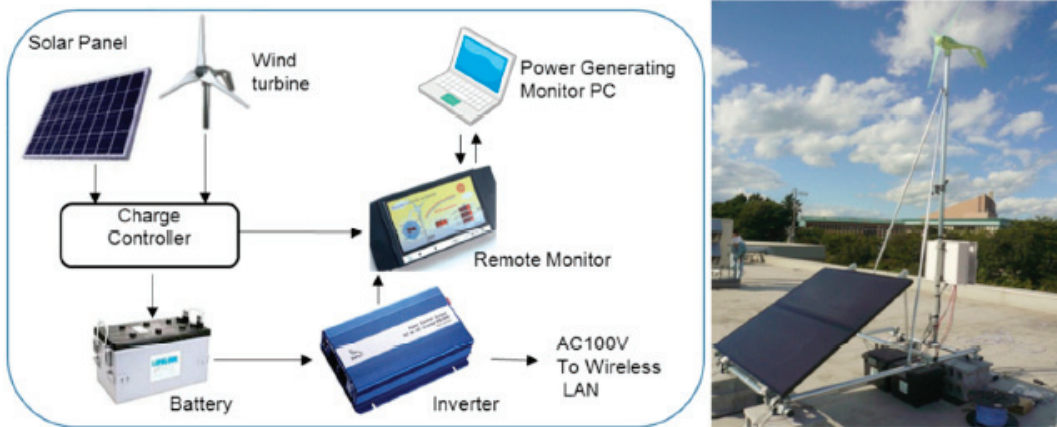 Solar Panel
Wind
turbine
Power Generating
Monitor PC
Charge
Controller
Remote Monitor
Battery
Inverter
AC100V
To Wireless
LAN